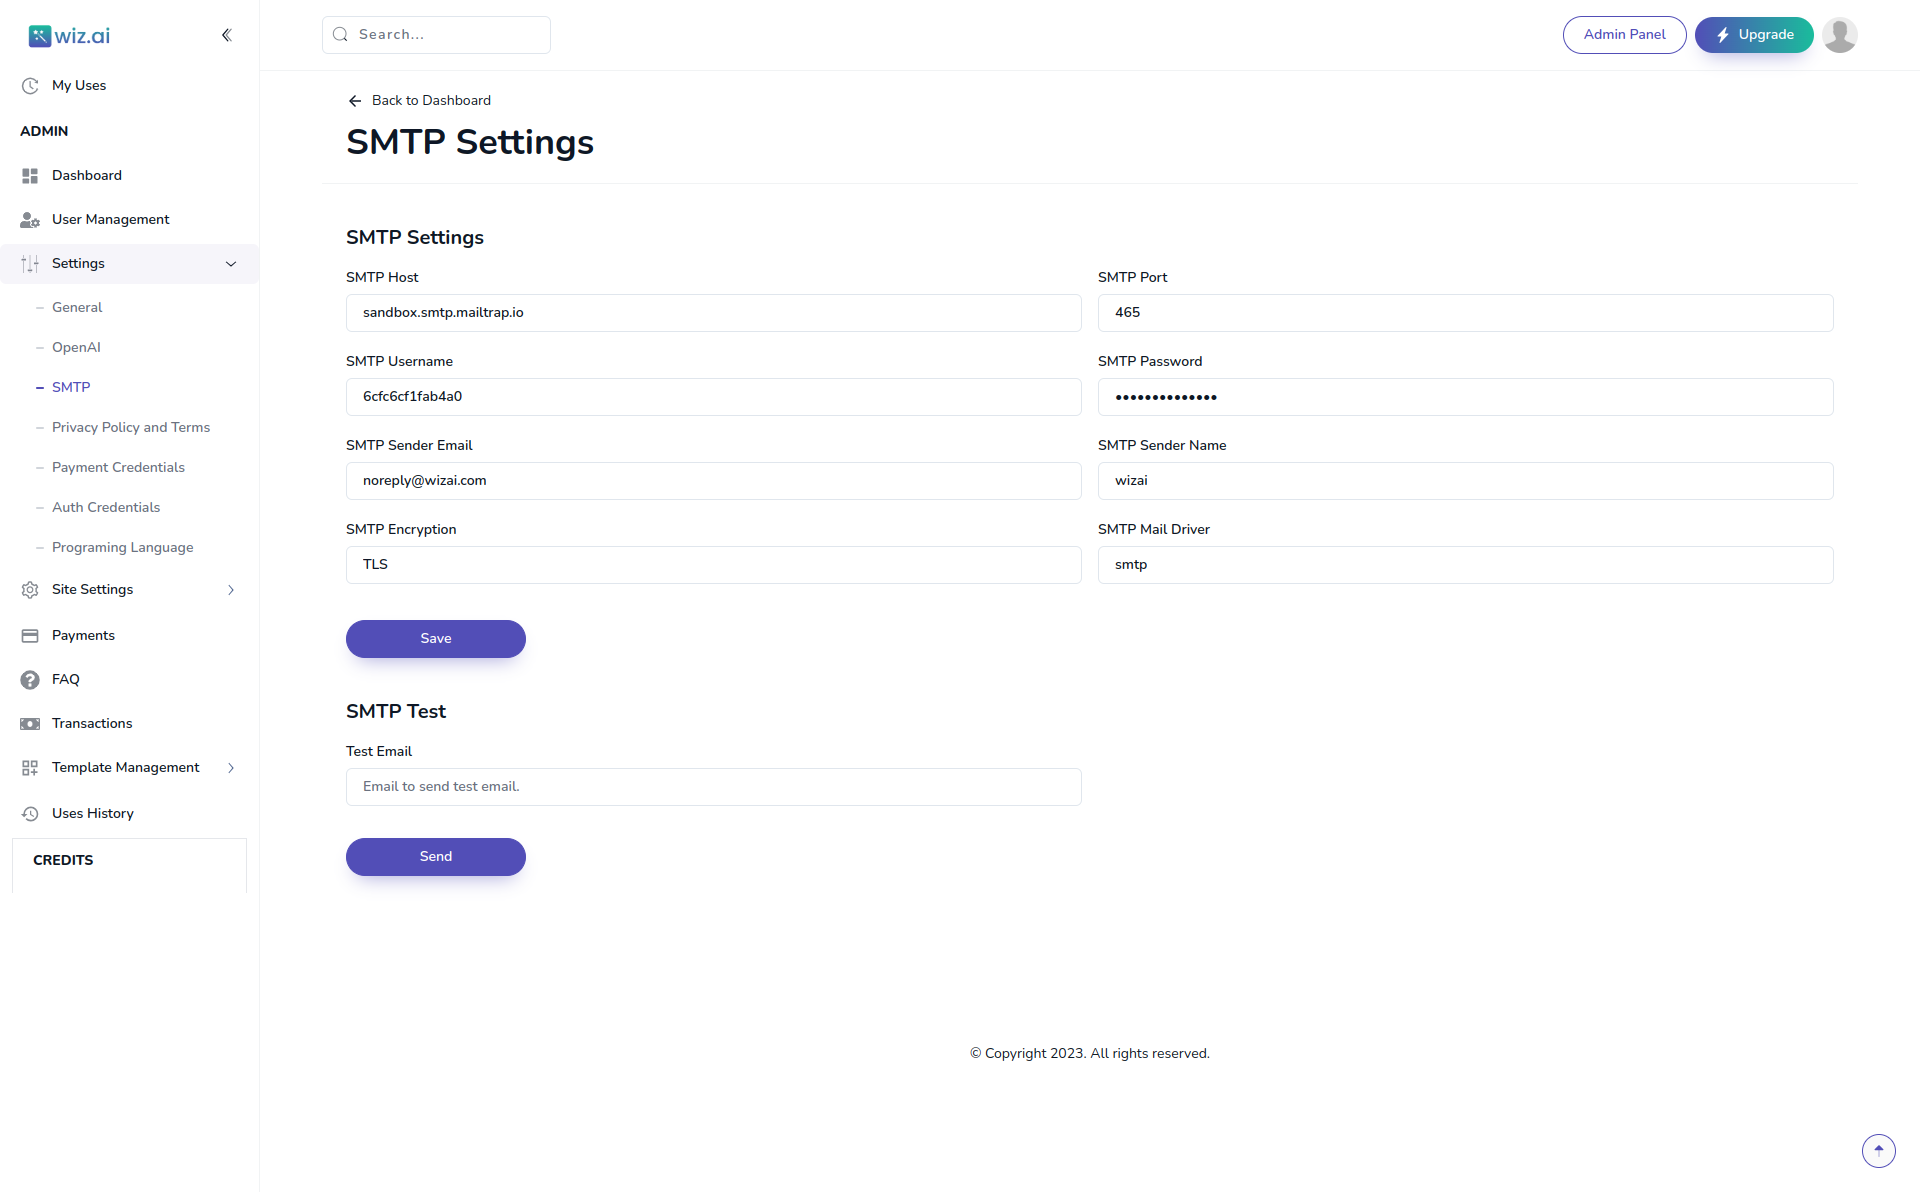 wiz.ai
My Uses
ADMIN
Dashboard
User Management
Settings
General
OpenAI
SMTP
Privacy Policy and Terms
Payment Credentials
Auth Credentials
Programing Language
Site Settings
Payments
FAQ
Transactions
Template Management
Uses History
CREDITS
Search...
Admin Panel
Upgrade
Back to Dashboard
SMTP Settings
SMTP Settings
SMTP Host
SMTP Port
sandbox.smtp.mailtrap.io
465
SMTP Username
SMTP Password
6cfc6cf1fab4a0
••••••••••••••
SMTP Sender Email
SMTP Sender Name
noreply@wizai.com
wizai
SMTP Encryption
SMTP Mail Driver
TLS
smtp
Save
SMTP Test
Test Email
Email to send test email.
Send
© Copyright 2023. All rights reserved.